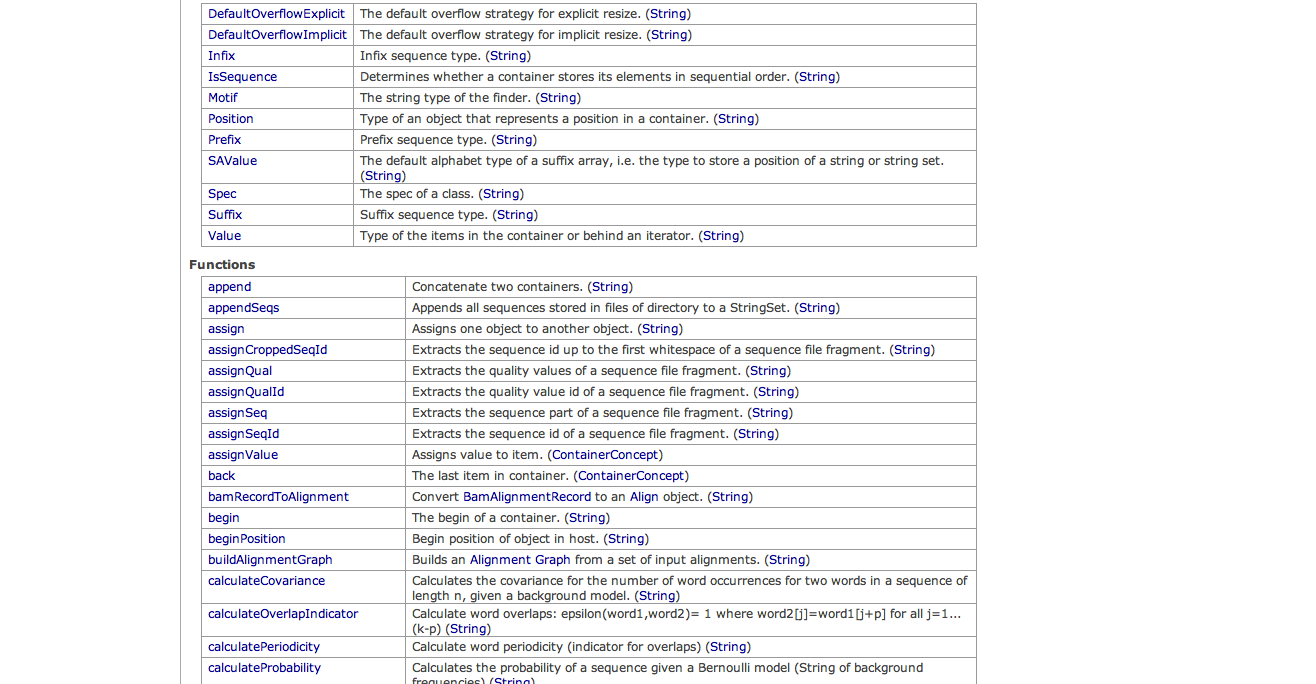 DefaultOverflowExplicit The default overflow strategy for explicit resize. (String)
DefaultOverflowImplicit The default overflow strategy for implicit resize. (String)
Infix Infix sequence type. (String)
IsSequence Determines whether a container stores its elements in sequential order. (String)
Motif The string type of the finder. (String)
Position Type of an object that represents a position in a container. (String)
Prefix Prefix sequence type. (String)
SAValue The default alphabet type of a suffix array, i.e. the type to store a position of a string or string set.
(String)
Spec The spec of a class. (String)
Suffix Suffix sequence type. (String)
Value Type of the items in the container or behind an iterator. (String)
Functions
append Concatenate two containers. (String)
appendSeqs Appends all sequences stored in files of directory to a StringSet. (String)
assign Assigns one object to another object. (String)
assignCroppedSeqId Extracts the sequence id up to the first whitespace of a sequence file fragment. (String)
assignQual Extracts the quality values of a sequence file fragment. (String)
assignQualId Extracts the quality value id of a sequence file fragment. (String)
assignSeq Extracts the sequence part of a sequence file fragment. (String)
assignSeqId Extracts the sequence id of a sequence file fragment. (String)
assignValue Assigns value to item. (ContainerConcept)
back The last item in container. (ContainerConcept)
bamRecordToAlignment Convert BamAlignmentRecord to an Align object. (String)
begin The begin of a container. (String)
beginPosition Begin position of object in host. (String)
buildAlignmentGraph Builds an Alignment Graph from a set of input alignments. (String)
calculateCovariance Calculates the covariance for the number of word occurrences for two words in a sequence of
length n, given a background model. (String)
calculateOverlapIndicator Calculate word overlaps: epsilon(word1,word2)= 1 where word2[j]=word1[j+p] for all j=1...
(k-p) (String)
calculatePeriodicity Calculate word periodicity (indicator for overlaps) (String)
calculateProbability Calculates the probability of a sequence given a Bernoulli model (String of background
frequencies) (String)